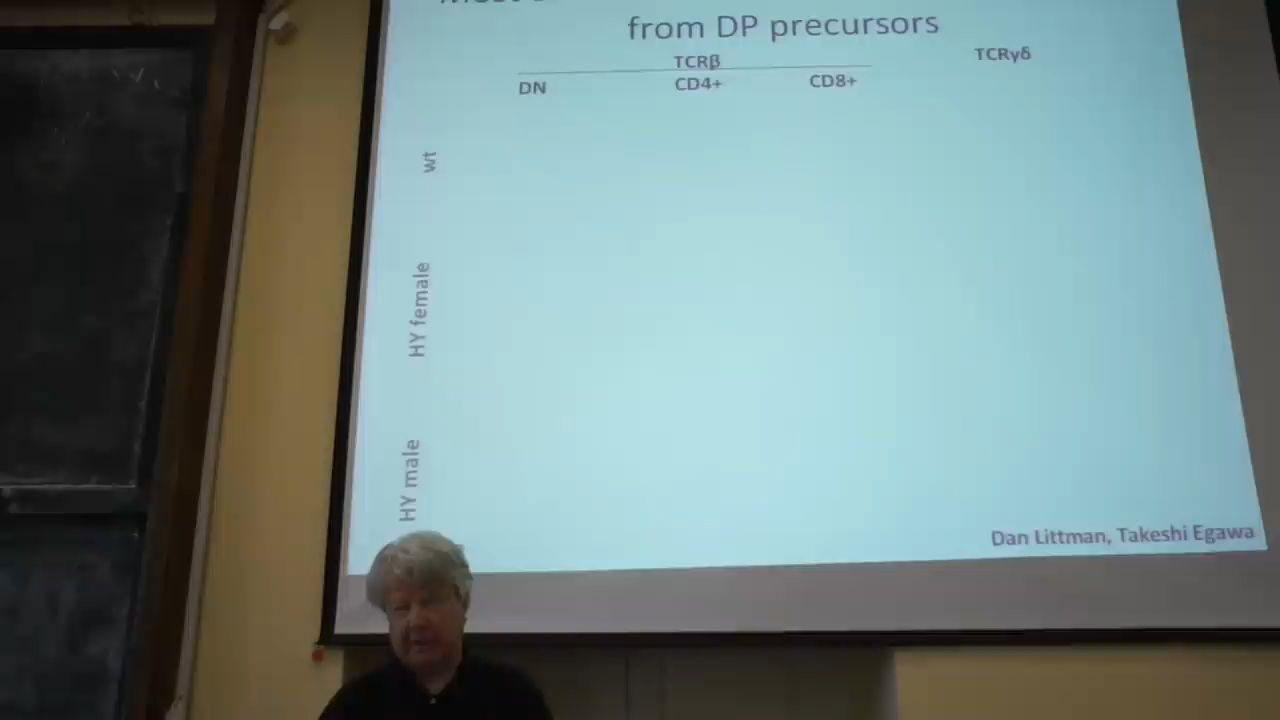 from DP precursors
TCRβ
TCRγδ
DN
CD4+
CD8+
wt
HY female
HY male
Dan Littman, Takeshi Egawa